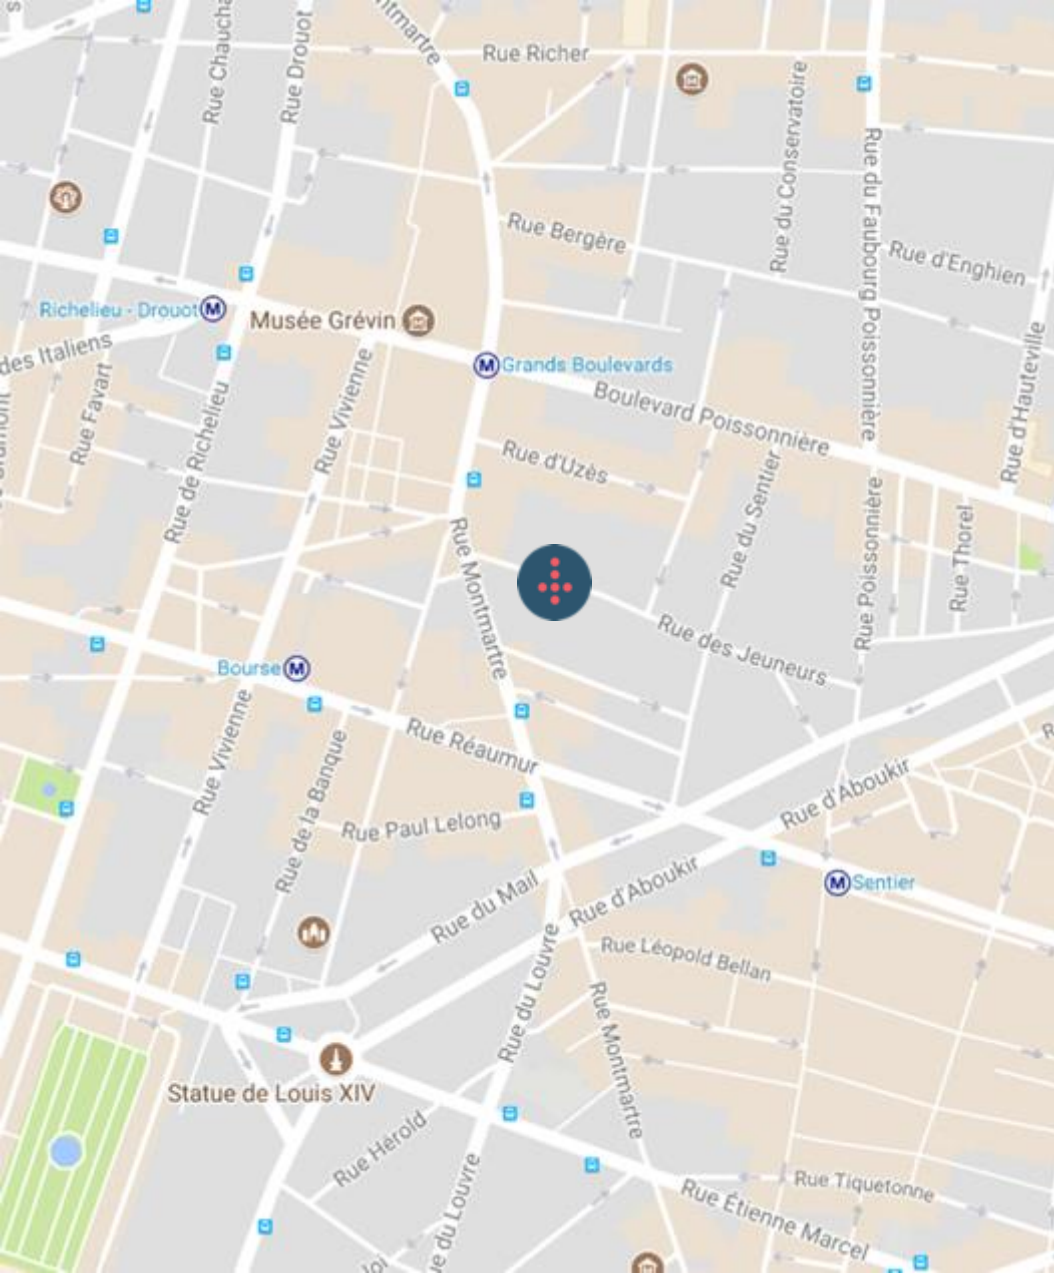 ntmartre
Rue Chaucha
Rue Drouot
Rue Richer
Rue du Conservatoire
Rue du Faubourg Poissonnière
Rue Bergère
Rue d'Enghien
Richelieu - Drouot
M
Musée Grévin
des Italiens
M
Grands Boulevards
Rue d'Hauteville
Boulevard Poissonnière
Rue Favart
Rue Vivienne
Rue de Richelieu
Rue d'Uzès
Rue du Sentier
Rue Poissonnière
Rue Thorel
Rue Montmartre
Rue des Jeuneurs
Bourse
M
Rue Vivienne
Rue Réaumur
Rue de la Banque
Rue Paul Lelong
Rue d'Aboukir
Rue du Mail
Rue d'Aboukir
M
Sentier
Rue Léopold Bellan
Rue du Louvre
Rue Montmartre
Statue de Louis XIV
Rue Hérold
ue du Louvre
Rue Tiquetonne
Rue Étienne Marcel